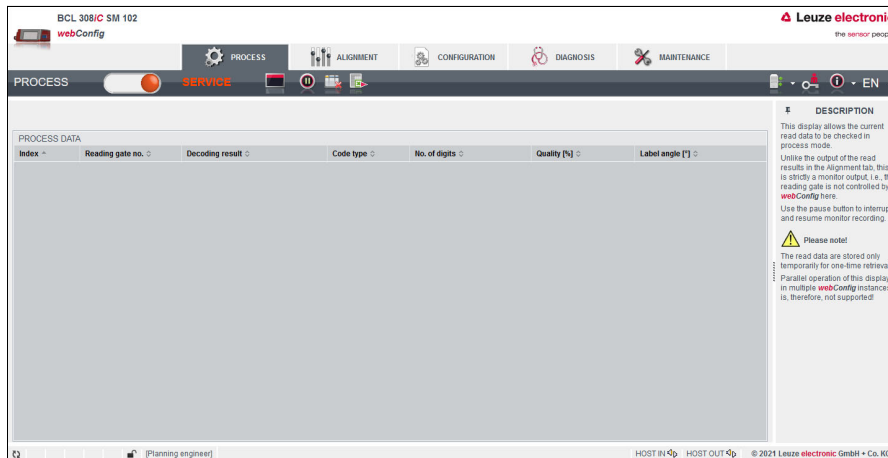 BCL 308iC SM 102
webConfig
Leuze electronic
the sensor peop
PROCESS
ALIGNMENT
CONFIGURATION
DIAGNOSIS
MAINTENANCE
PROCESS
SERVICE
EN
PROCESS DATA
Index
Reading gate no.
Decoding result
Code type
No. of digits
Quality [%]
Label angle [°]
DESCRIPTION
This display allows the current
read data to be checked in
process mode.
Unlike the output of the read
results in the Alignment tab, this
is strictly a monitor output, i.e., th
reading gate is not controlled by
webConfig here.
Use the pause button to interrup
and resume monitor recording.
Please note!
The read data are stored only
temporarily for one-time retrieva
Parallel operation of this display
in multiple webConfig instances
is, therefore, not supported!
[Planning engineer]
HOST IN
HOST OUT
© 2021 Leuze electronic GmbH + Co. KG